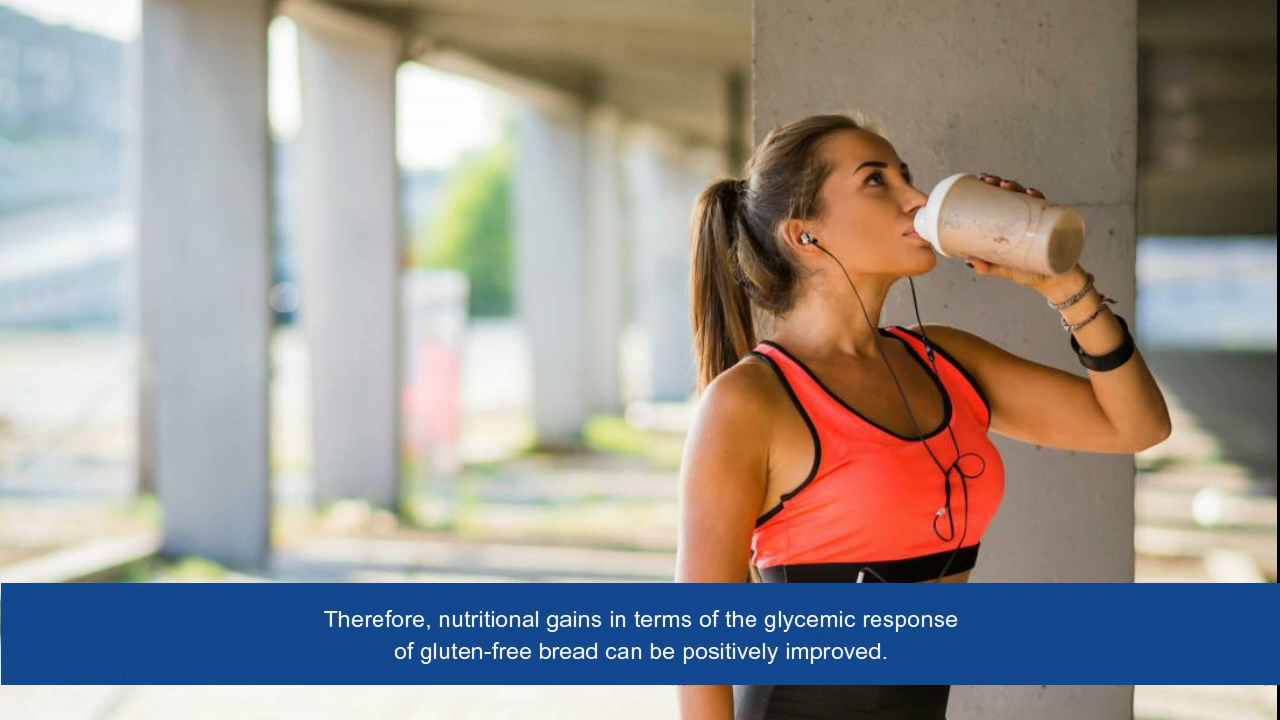 Therefore, nutritional gains in terms of the glycemic response
of gluten-free bread can be positively improved.